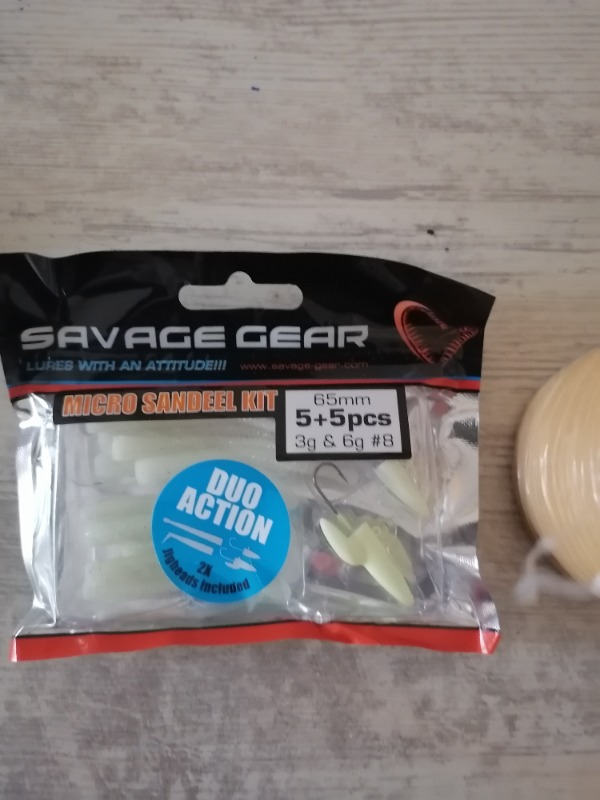 SAVAGE GEAR
LURES WITH AN ATTITUDE!!!
www.savage-gear.com
MICRO SANDEEL KIT
65mm
5+5pcs
3g & 6g #8
DUO
ACTION
2X
Jigheads included